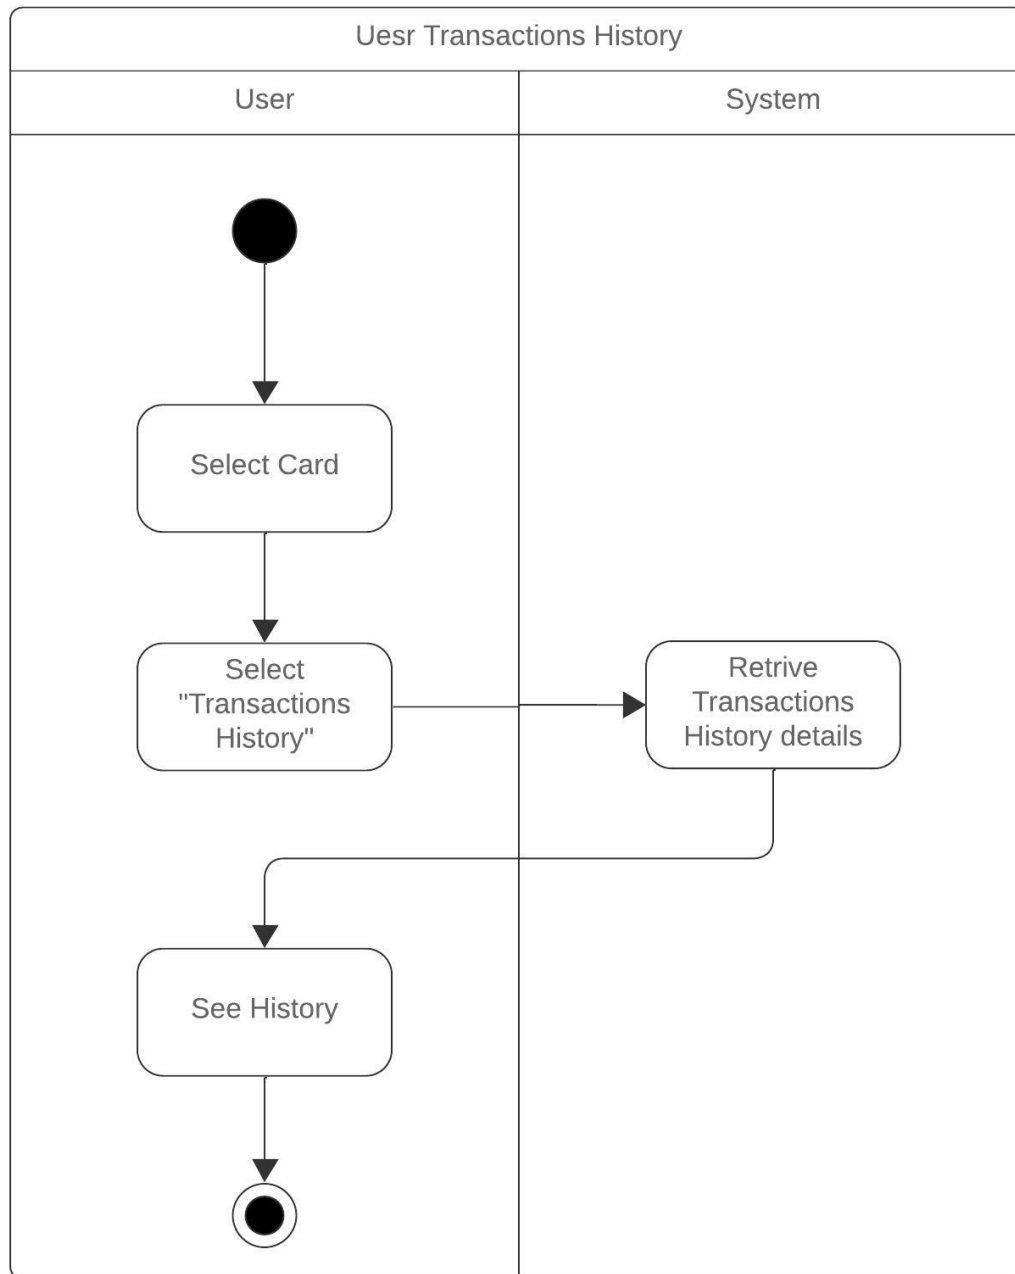 Uesr Transactions History
User
System
Select Card
Select
"Transactions
History"
Retrive
Transactions
History details
See History